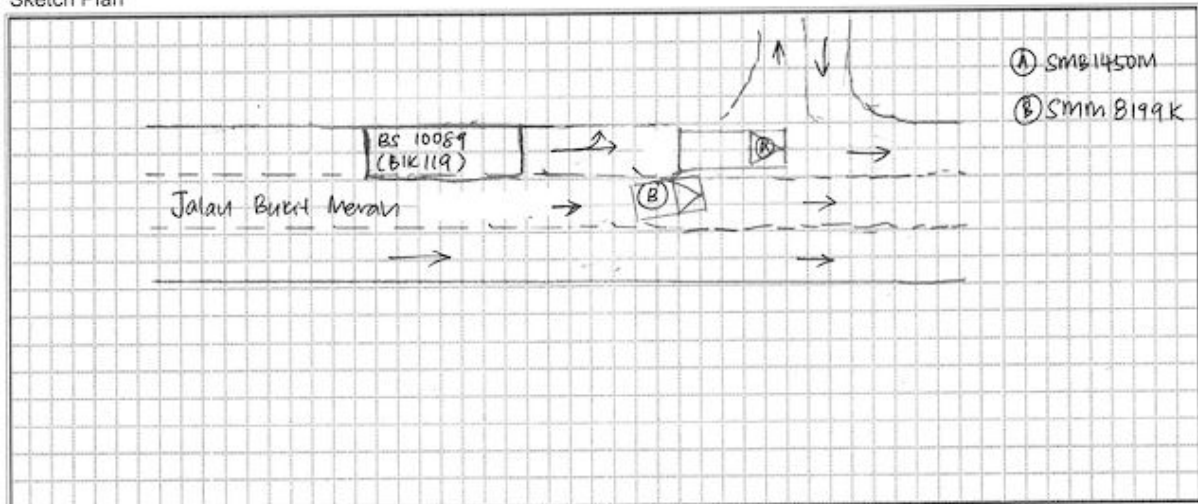 Sketch Plan
Ⓐ SMB1450M
Ⓑ SMM8199K
BS 10089
(BLK119)
Ⓐ
Ⓑ
Jalan Bukit Merah